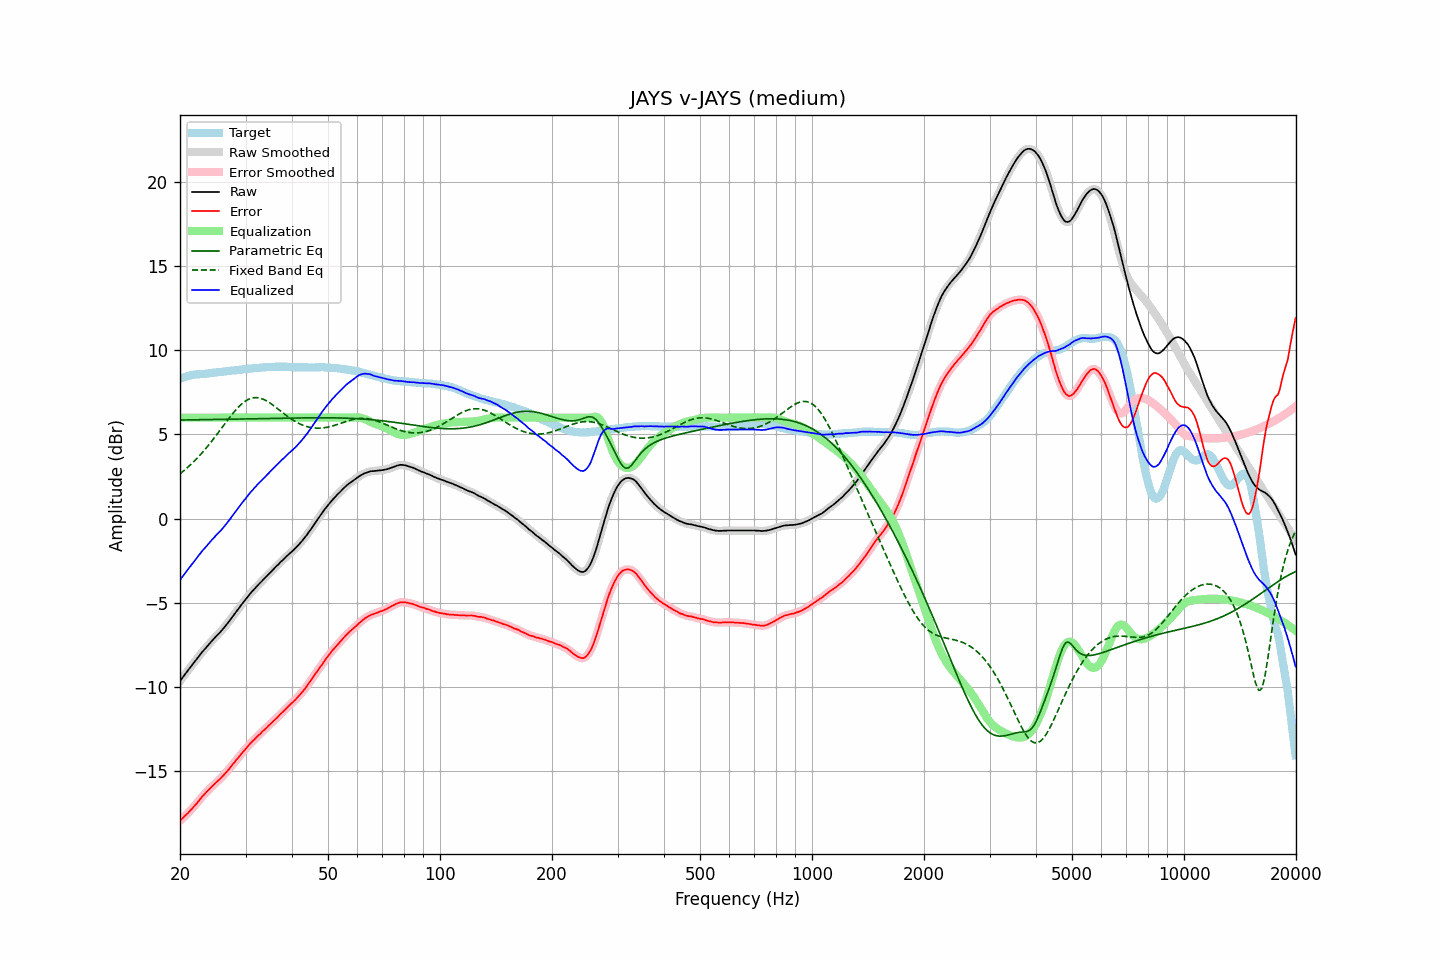 JAYS v-JAYS (medium)
Target
Raw Smoothed
Error Smoothed
Raw
Error
Equalization
Parametric Eq
Fixed Band Eq
Equalized
Amplitude (dBr)
20
15
10
5
0
−5
−10
−15
20 50 100 200 500 1000 2000 5000 10000 20000
Frequency (Hz)